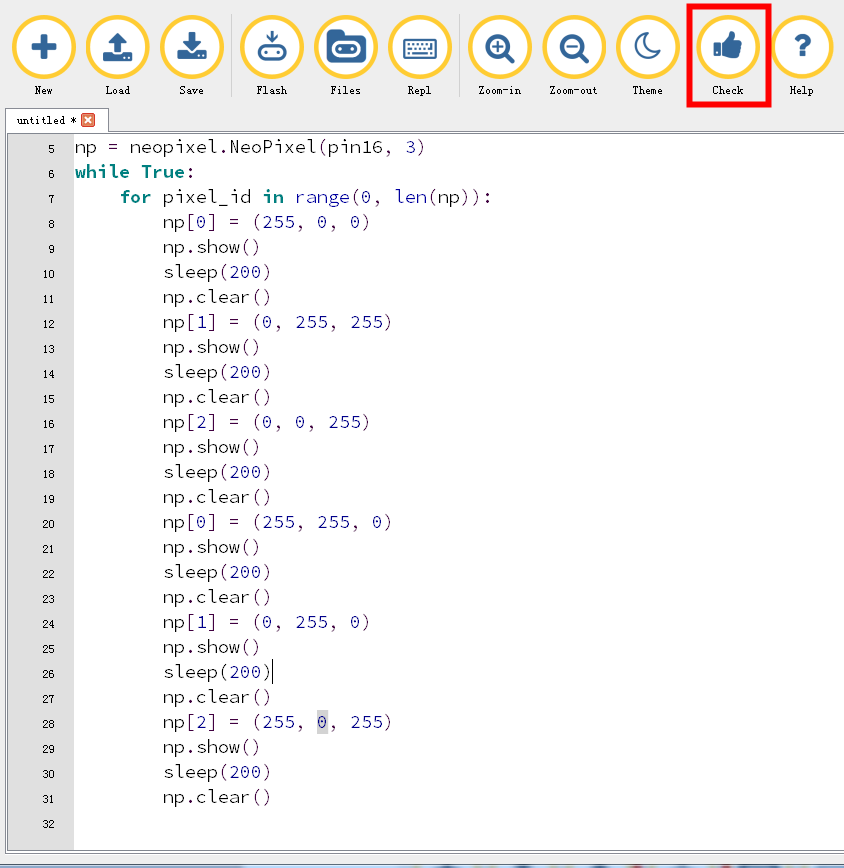 New Load Save Flash Files Repl Zoom-in Zoom-out Theme Check Help
untitled *
5 np = neopixel.NeoPixel(pin16, 3)
6 while True:
7     for pixel_id in range(0, len(np)):
8         np[0] = (255, 0, 0)
9         np.show()
10         sleep(200)
11         np.clear()
12         np[1] = (0, 255, 255)
13         np.show()
14         sleep(200)
15         np.clear()
16         np[2] = (0, 0, 255)
17         np.show()
18         sleep(200)
19         np.clear()
20         np[0] = (255, 255, 0)
21         np.show()
22         sleep(200)
23         np.clear()
24         np[1] = (0, 255, 0)
25         np.show()
26         sleep(200)
27         np.clear()
28         np[2] = (255, 0, 255)
29         np.show()
30         sleep(200)
31         np.clear()
32